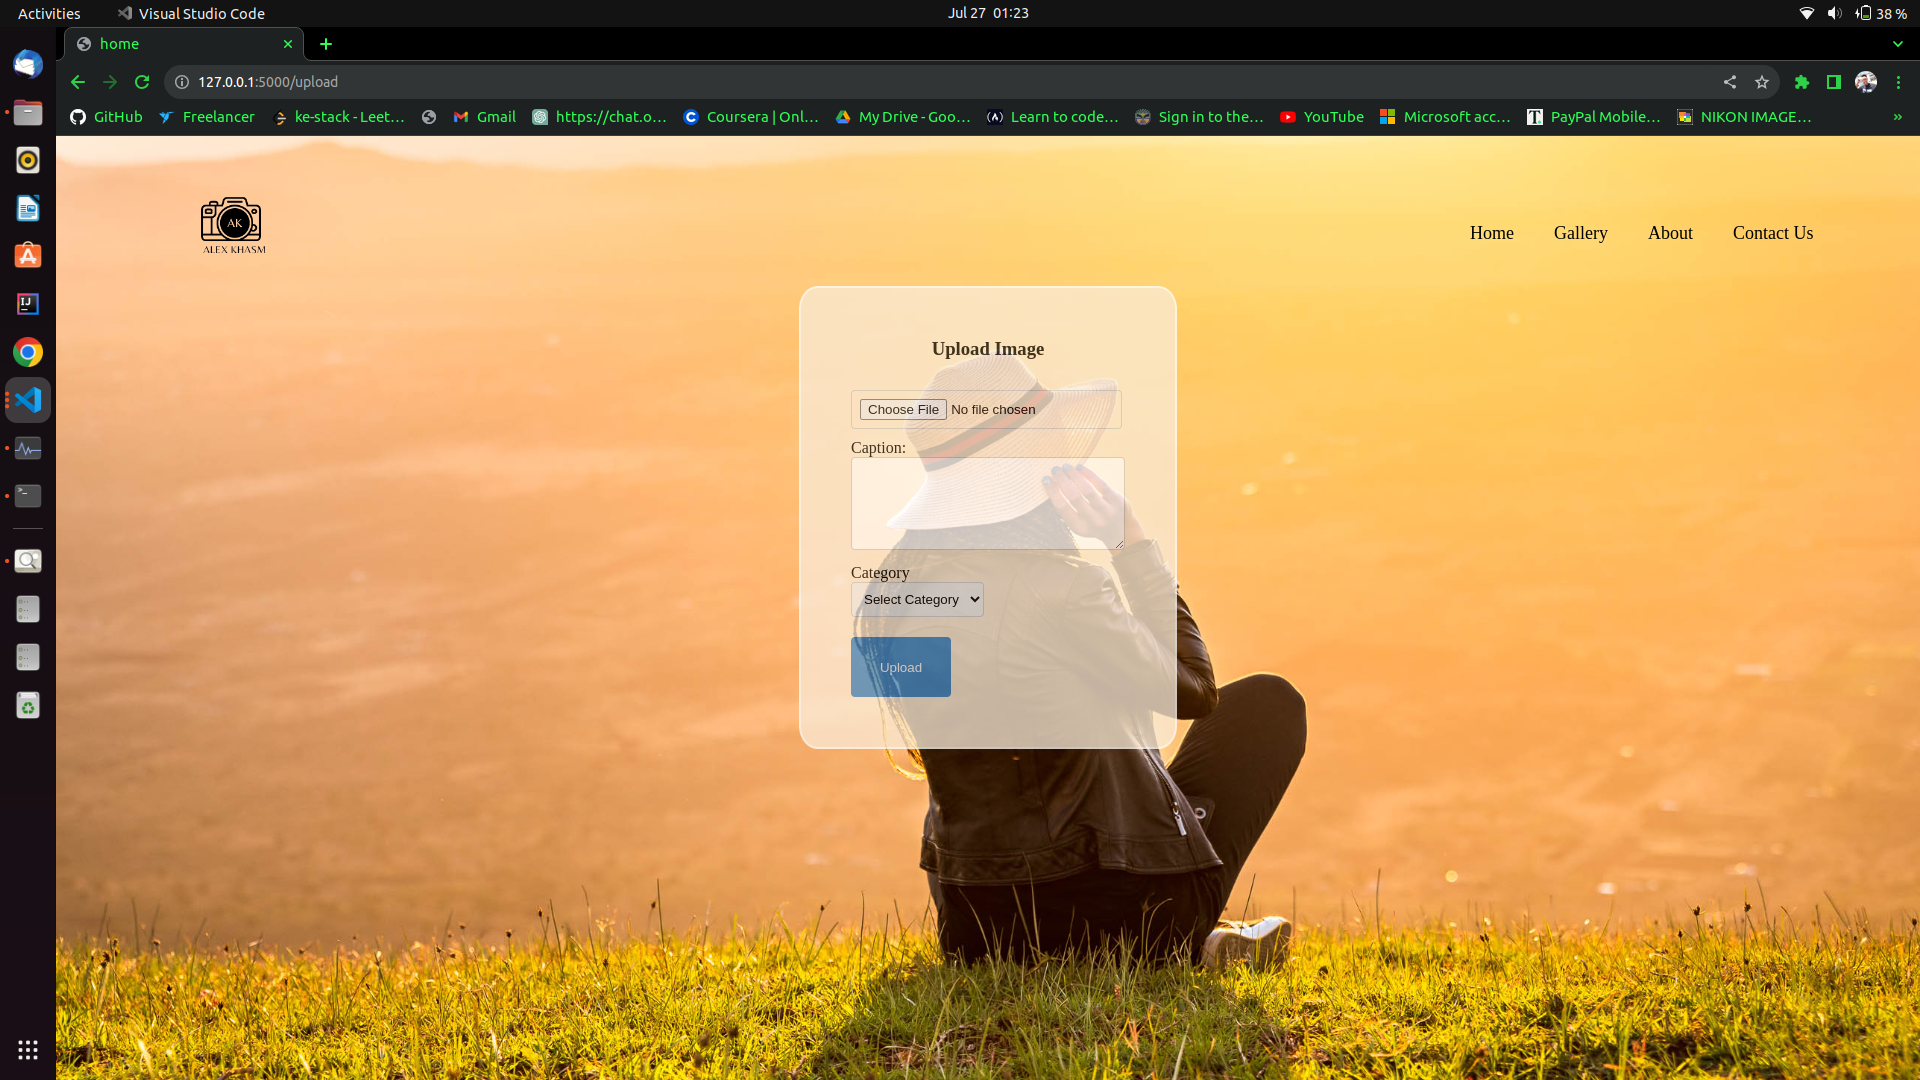 Activities Visual Studio Code Jul 27 01:23 38 %
home
127.0.0.1:5000/upload
GitHub Freelancer ke-stack - Leet… Gmail https://chat.o… Coursera | Onl… My Drive - Goo… Learn to code… Sign in to the… YouTube Microsoft acc… PayPal Mobile… NIKON IMAGE… »
AK
ALEX KHASM
Home Gallery About Contact Us
Upload Image
Choose File No file chosen
Caption:
Category
Select Category
Upload